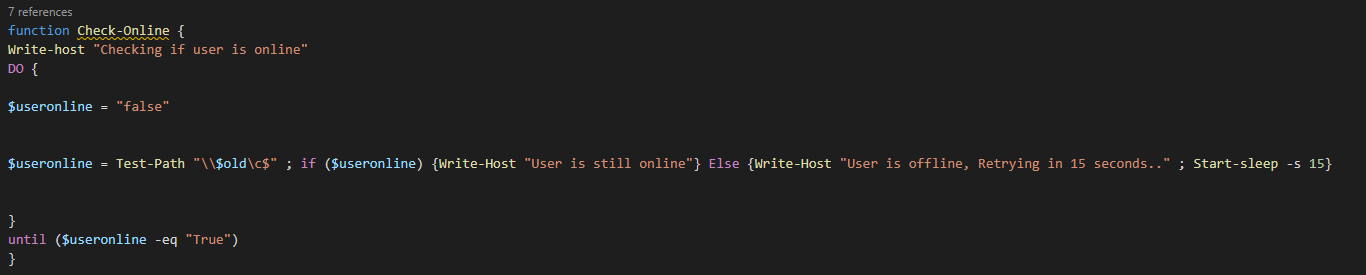 7 references
function Check-Online {
Write-host "Checking if user is online"
DO {
$useronline = "false"
$useronline = Test-Path "\\$old\c$" ; if ($useronline) {Write-Host "User is still online"} Else {Write-Host "User is offline, Retrying in 15 seconds.." ; Start-sleep -s 15}
}
until ($useronline -eq "True")
}